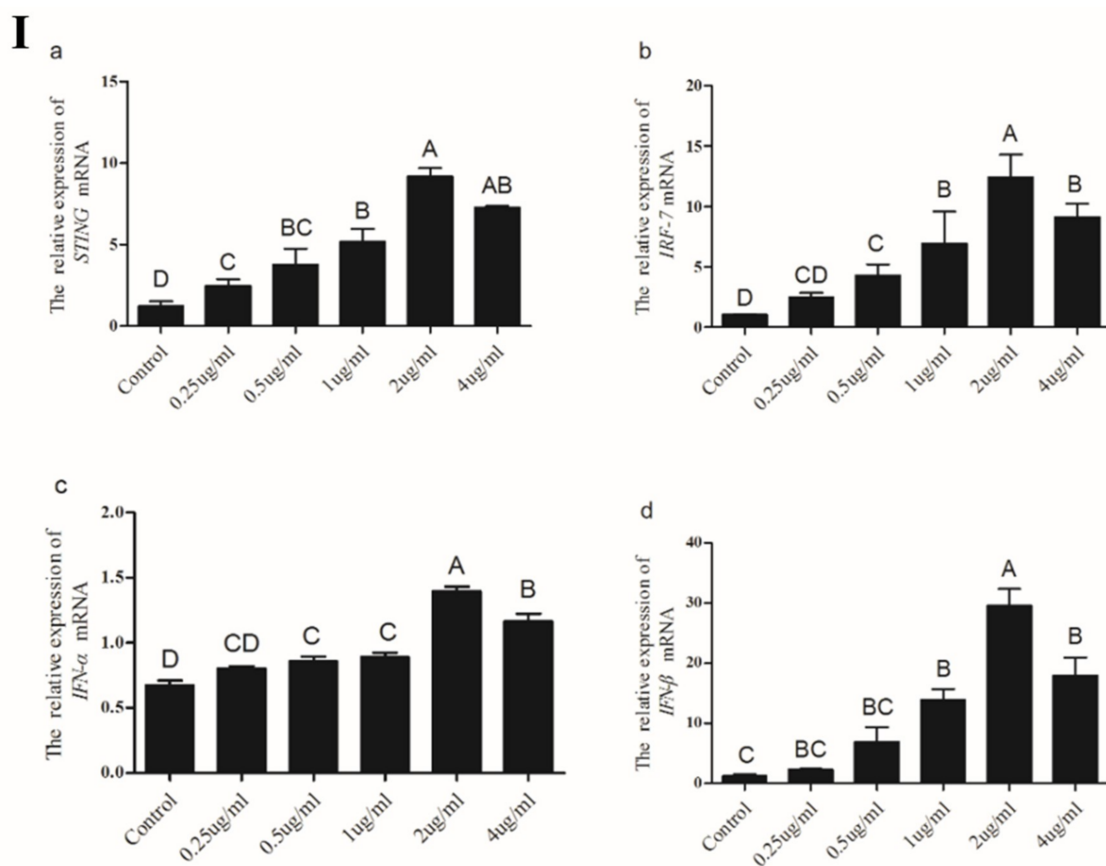 I
a
The relative expression of
STING mRNA
15
10
5
0
D
C
BC
B
A
AB
Control
0.25ug/ml
0.5ug/ml
1ug/ml
2ug/ml
4ug/ml
b
The relative expression of
IRF-7 mRNA
20
15
10
5
0
D
CD
C
B
A
B
Control
0.25ug/ml
0.5ug/ml
1ug/ml
2ug/ml
4ug/ml
c
The relative expression of
IFN-α mRNA
2.0
1.5
1.0
0.5
0.0
D
CD
C
C
A
B
Control
0.25ug/ml
0.5ug/ml
1ug/ml
2ug/ml
4ug/ml
d
The relative expression of
IFN-β mRNA
40
30
20
10
0
C
BC
BC
B
A
B
Control
0.25ug/ml
0.5ug/ml
1ug/ml
2ug/ml
4ug/ml